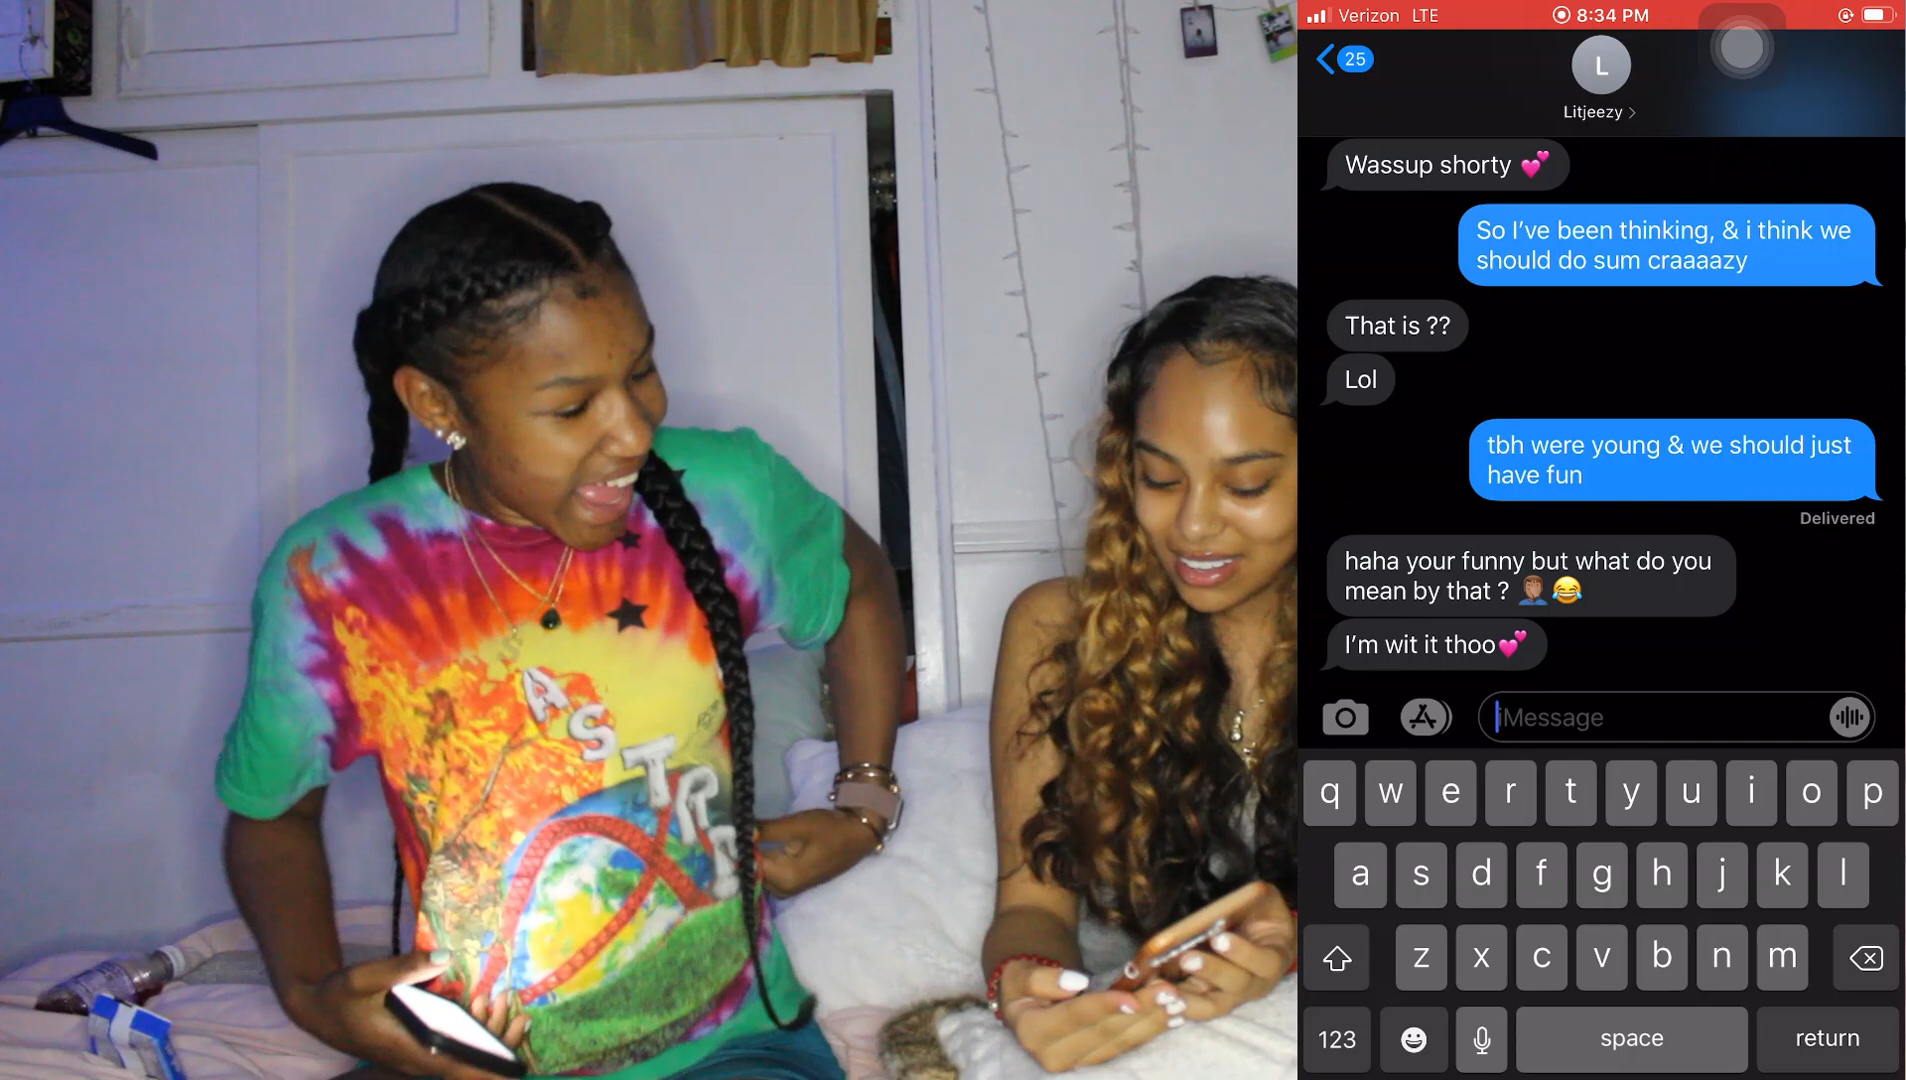 Verizon LTE 8:34 PM
25
L
Litjeezy
Wassup shorty 💕
So I've been thinking, & i think we
should do sum craaaazy
That is ??
Lol
tbh were young & we should just
have fun
Delivered
haha your funny but what do you
mean by that ? 🤦🏽‍♂️😂
I'm wit it thoo💕
iMessage
q w e r t y u i o p
a s d f g h j k l
z x c v b n m
123 space return
ASTRO